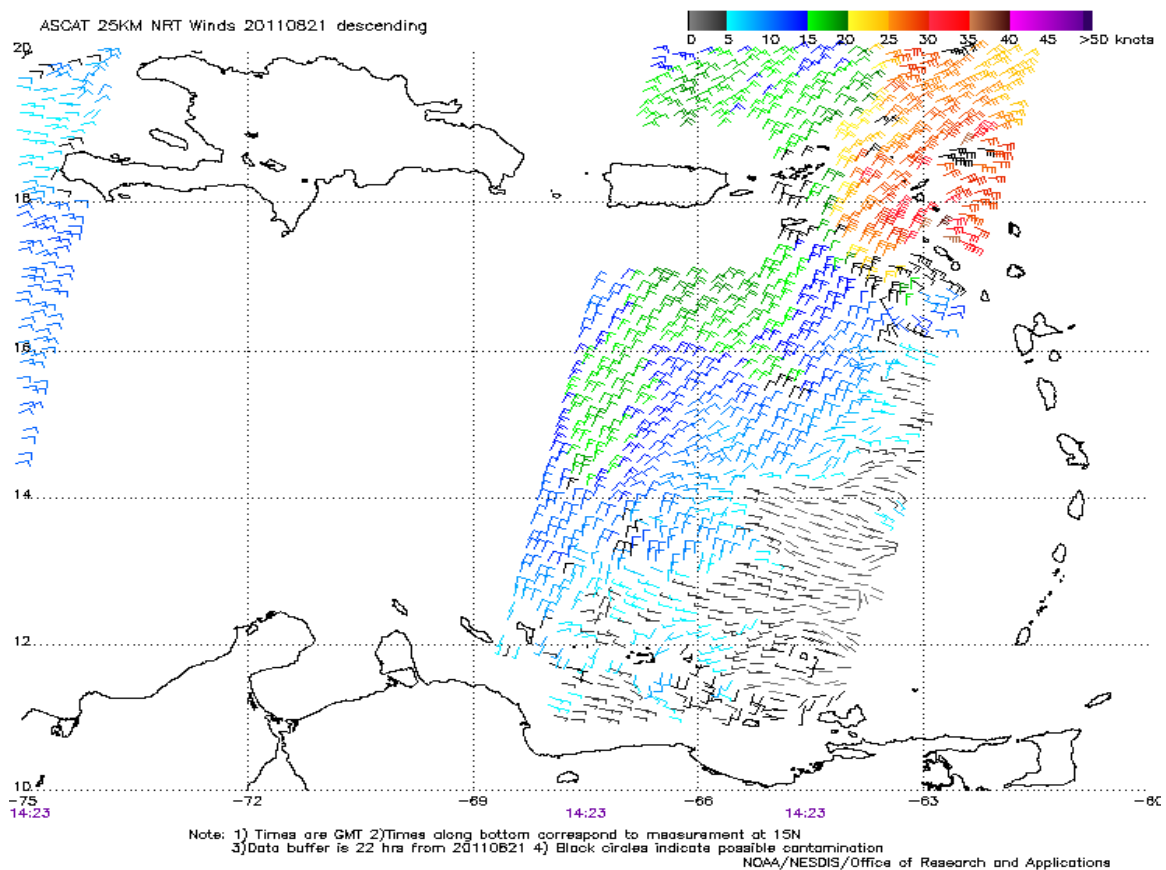 ASCAT 25KM NRT Winds 20110821 descending
0 5 10 15 20 25 30 35 40 45 >50 knots
20
18
16
14
12
10
-75 -72 -69 -66 -63 -60
14:23 14:23 14:23
Note: 1) Times are GMT 2)Times along bottom correspond to measurement at 15N
3)Data buffer is 22 hrs from 20110821 4) Black circles indicate possible contamination
NOAA/NESDIS/Office of Research and Applications